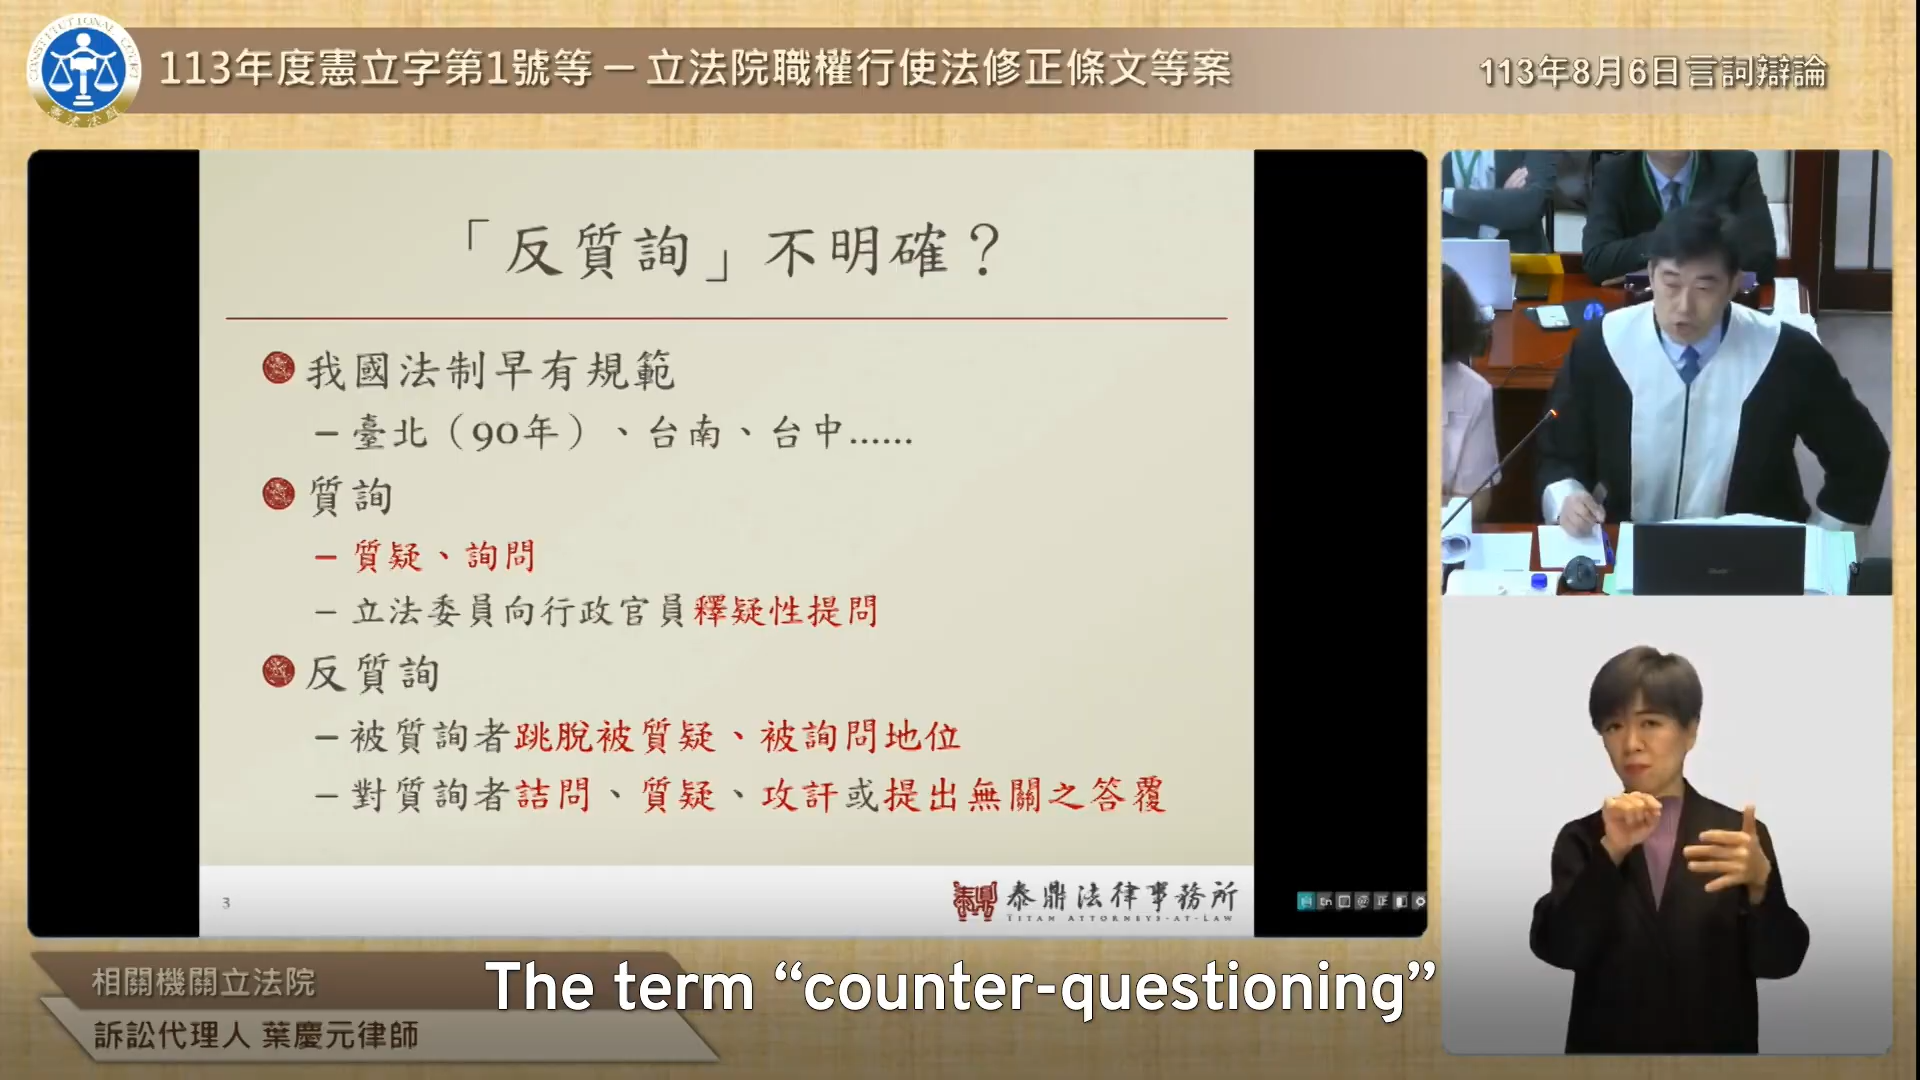 CONSTITUTIONAL COURT
憲法法庭
113年度憲立字第1號等－立法院職權行使法修正條文等案
113年8月6日言詞辯論
「反質詢」不明確？
我國法制早有規範
－臺北（90年）、台南、台中......
質詢
－質疑、詢問
－立法委員向行政官員釋疑性提問
反質詢
－被質詢者跳脫被質疑、被詢問地位
－對質詢者詰問、質疑、攻訐或提出無關之答覆
3
泰鼎法律事務所
TITAN ATTORNEYS-AT-LAW
相關機關立法院
訴訟代理人 葉慶元律師
The term “counter-questioning”